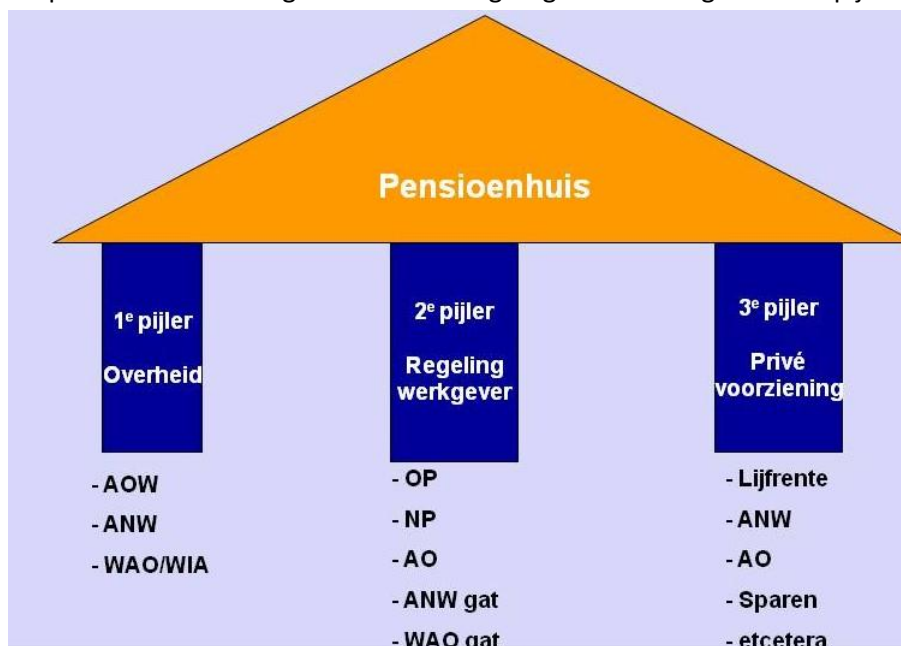 Pensioenhuis
1e pijler
Overheid
- AOW
- ANW
- WAO/WIA
2e pijler
Regeling
werkgever
- OP
- NP
- AO
- ANW gat
- WAO gat
3e pijler
Privé
voorziening
- Lijfrente
- ANW
- AO
- Sparen
- etcetera